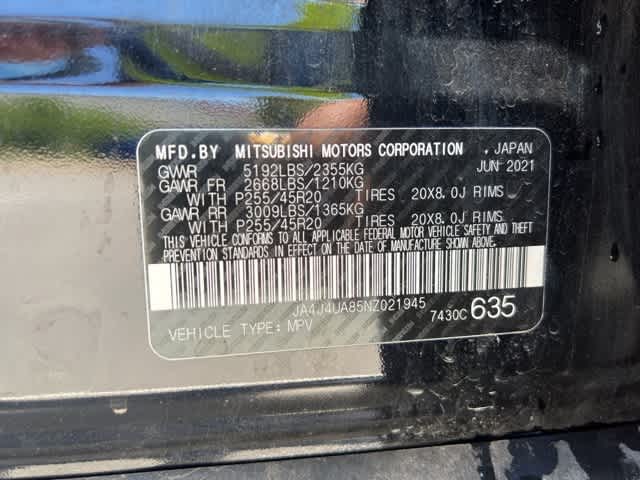 MFD.BY MITSUBISHI MOTORS CORPORATION , JAPAN
GVWR 5192LBS/2355KG JUN 2021
GAWR FR 2668LBS/1210KG
WITH P255/45R20 TIRES 20X8.0J RIMS
GAWR RR 3009LBS/1365KG
WITH P255/45R20 TIRES 20X8.0J RIMS
THIS VEHICLE CONFORMS TO ALL APPLICABLE FEDERAL MOTOR VEHICLE SAFETY AND THEFT
PREVENTION STANDARDS IN EFFECT ON THE DATE OF MANUFACTURE SHOWN ABOVE.
JA4J4UA85NZ021945
VEHICLE TYPE: MPV 7430C 635